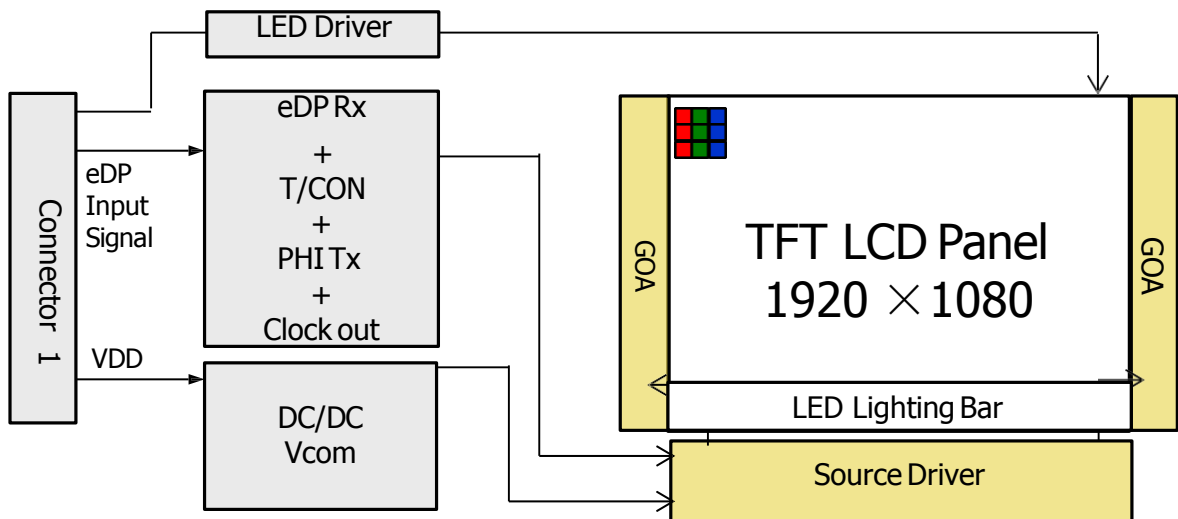 LED Driver
Connector 1
eDP
Input
Signal
VDD
eDP Rx
+
T/CON
+
PHI Tx
+
Clock out
DC/DC
Vcom
GOA
TFT LCD Panel
1920 × 1080
GOA
LED Lighting Bar
Source Driver